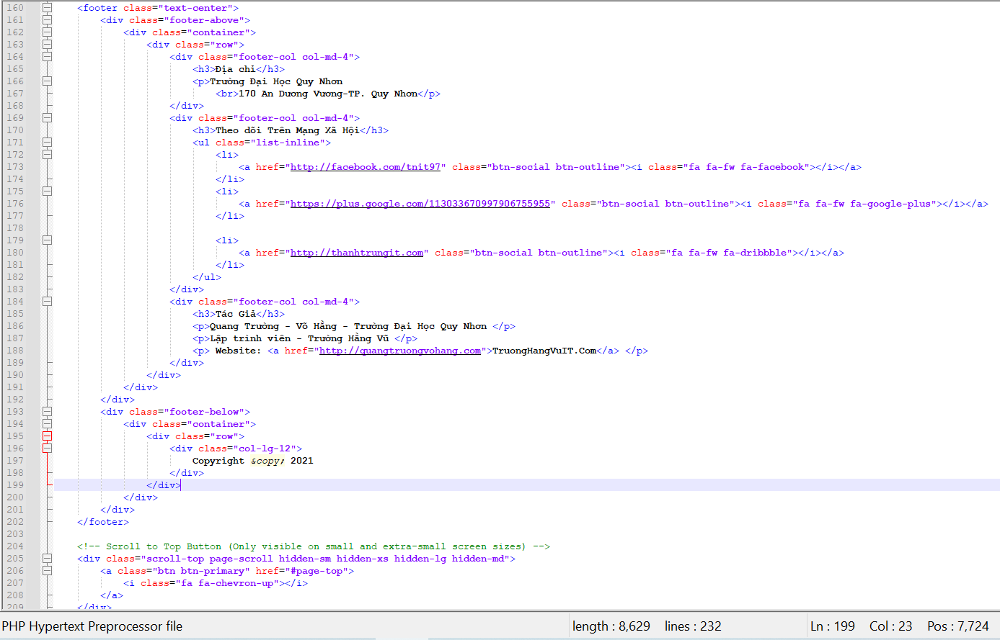 160 <footer class="text-center">
161 <div class="footer-above">
162 <div class="container">
163 <div class="row">
164 <div class="footer-col col-md-4">
165 <h3>Địa chỉ</h3>
166 <p>Trường Đại Học Quy Nhơn
167 <br>170 An Dương Vương-TP. Quy Nhơn</p>
168 </div>
169 <div class="footer-col col-md-4">
170 <h3>Theo dõi Trên Mạng Xã Hội</h3>
171 <ul class="list-inline">
172 <li>
173 <a href="http://facebook.com/tnit97" class="btn-social btn-outline"><i class="fa fa-fw fa-facebook"></i></a>
174 </li>
175 <li>
176 <a href="https://plus.google.com/113033670997906755955" class="btn-social btn-outline"><i class="fa fa-fw fa-google-plus"></i></a>
177 </li>
178
179 <li>
180 <a href="http://thanhtrungit.com" class="btn-social btn-outline"><i class="fa fa-fw fa-dribbble"></i></a>
181 </li>
182 </ul>
183 </div>
184 <div class="footer-col col-md-4">
185 <h3>Tác Giả</h3>
186 <p>Quang Trường - Võ Hằng - Trường Đại Học Quy Nhơn </p>
187 <p>Lập trình viên - Trường Hằng Vũ </p>
188 <p> Website: <a href="http://quangtruongvohang.com">TruongHangVuIT.Com</a> </p>
189 </div>
190 </div>
191 </div>
192 </div>
193 <div class="footer-below">
194 <div class="container">
195 <div class="row">
196 <div class="col-lg-12">
197 Copyright &copy; 2021
198 </div>
199 </div>
200 </div>
201 </div>
202 </footer>
203
204 <!-- Scroll to Top Button (Only visible on small and extra-small screen sizes) -->
205 <div class="scroll-top page-scroll hidden-sm hidden-xs hidden-lg hidden-md">
206 <a class="btn btn-primary" href="#page-top">
207 <i class="fa fa-chevron-up"></i>
208 </a>
209 </div>
PHP Hypertext Preprocessor file length : 8,629 lines : 232 Ln : 199 Col : 23 Pos : 7,724